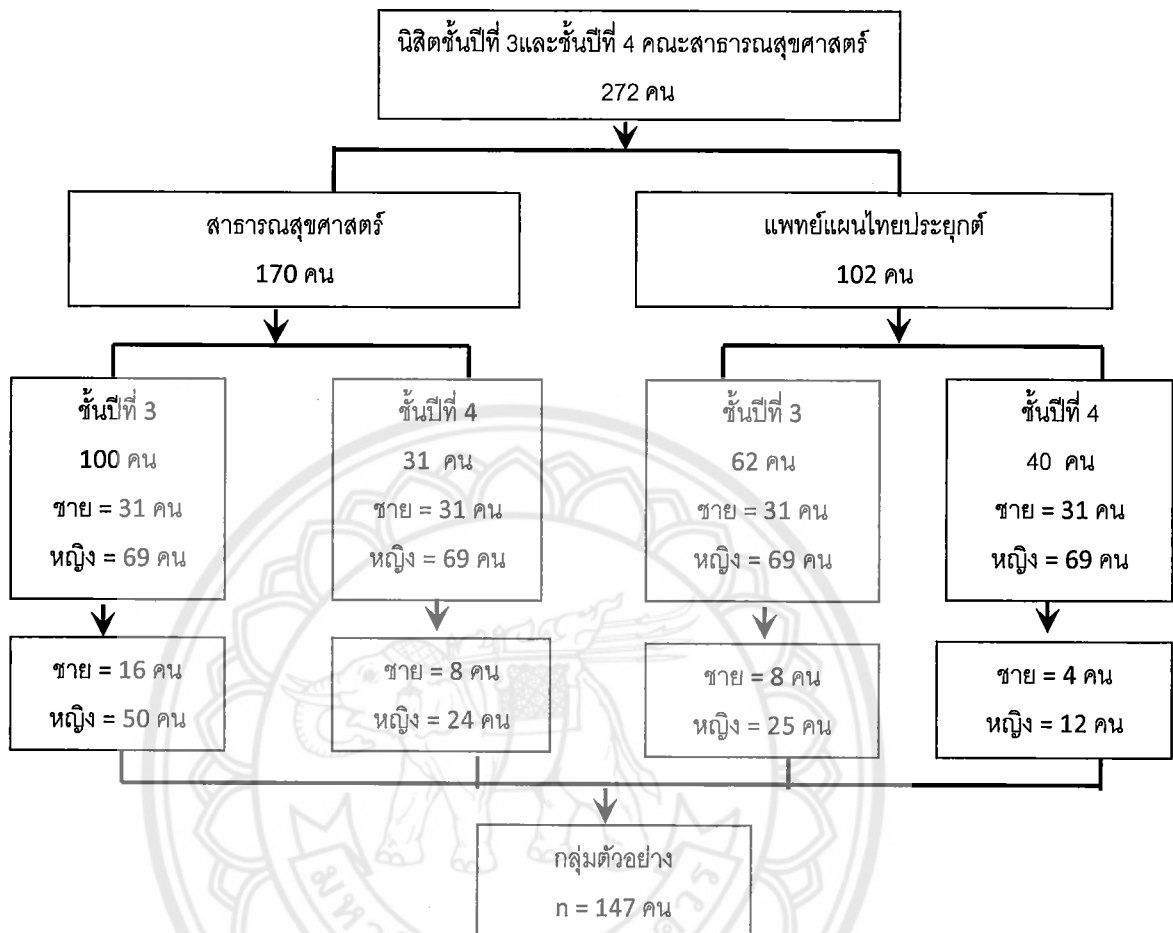 นิสิตชั้นปีที่ 3และชั้นปีที่ 4 คณะสาธารณสุขศาสตร์
272 คน
สาธารณสุขศาสตร์
170 คน
แพทย์แผนไทยประยุกต์
102 คน
ชั้นปีที่ 3
100 คน
ชาย = 31 คน
หญิง = 69 คน
ชั้นปีที่ 4
31 คน
ชาย = 31 คน
หญิง = 69 คน
ชั้นปีที่ 3
62 คน
ชาย = 31 คน
หญิง = 69 คน
ชั้นปีที่ 4
40 คน
ชาย = 31 คน
หญิง = 69 คน
ชาย = 16 คน
หญิง = 50 คน
ชาย = 8 คน
หญิง = 24 คน
ชาย = 8 คน
หญิง = 25 คน
ชาย = 4 คน
หญิง = 12 คน
กลุ่มตัวอย่าง
n = 147 คน